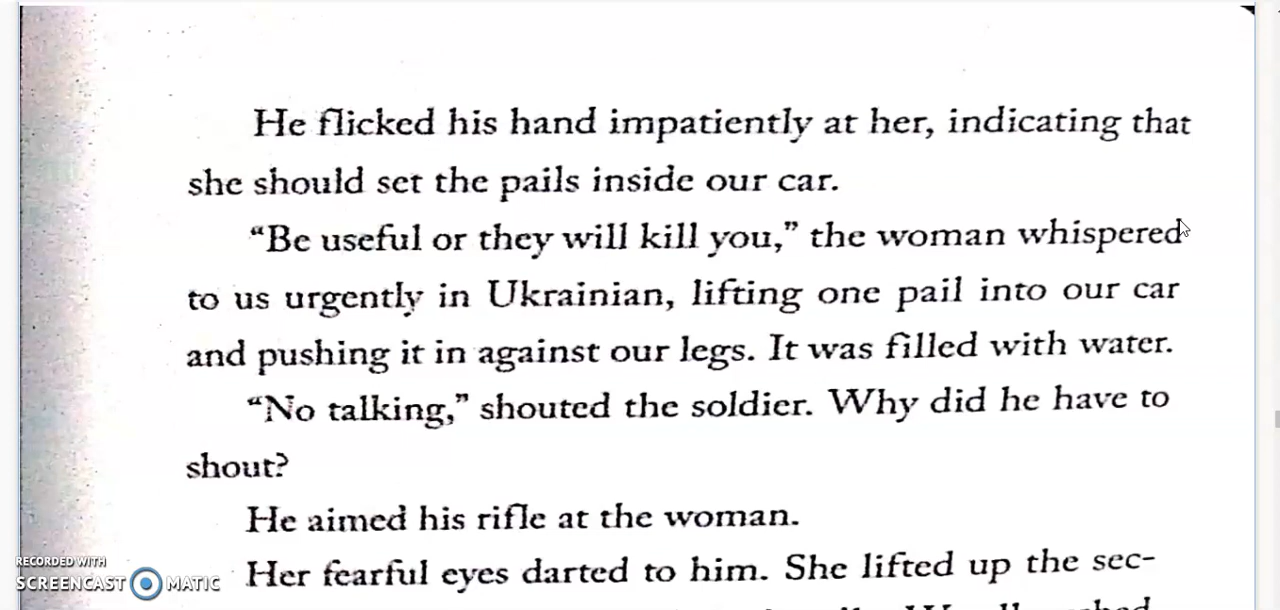 He flicked his hand impatiently at her, indicating that
she should set the pails inside our car.
“Be useful or they will kill you,” the woman whispered
to us urgently in Ukrainian, lifting one pail into our car
and pushing it in against our legs. It was filled with water.
“No talking,” shouted the soldier. Why did he have to
shout?
He aimed his rifle at the woman.
Her fearful eyes darted to him. She lifted up the sec-
RECORDED WITH
SCREENCAST MATIC